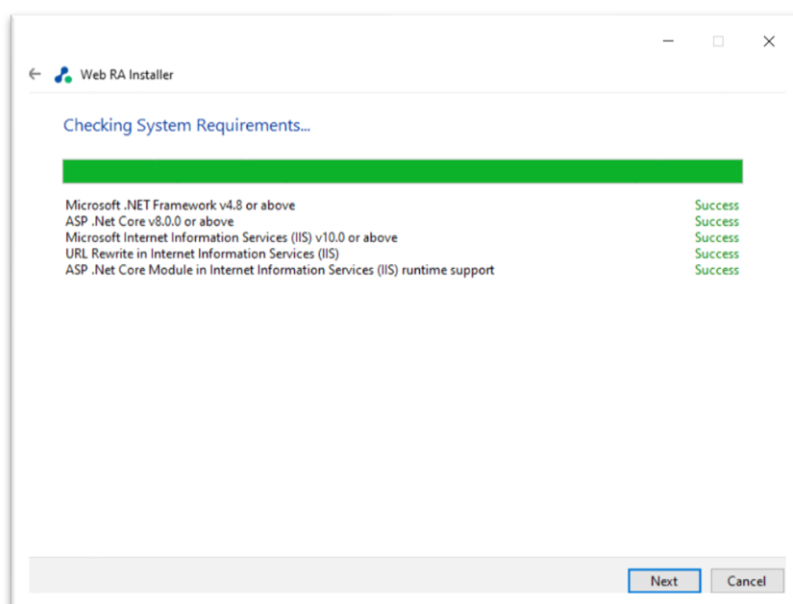 Web RA Installer
Checking System Requirements...
Microsoft .NET Framework v4.8 or above Success
ASP .Net Core v8.0.0 or above Success
Microsoft Internet Information Services (IIS) v10.0 or above Success
URL Rewrite in Internet Information Services (IIS) Success
ASP .Net Core Module in Internet Information Services (IIS) runtime support Success
Next Cancel